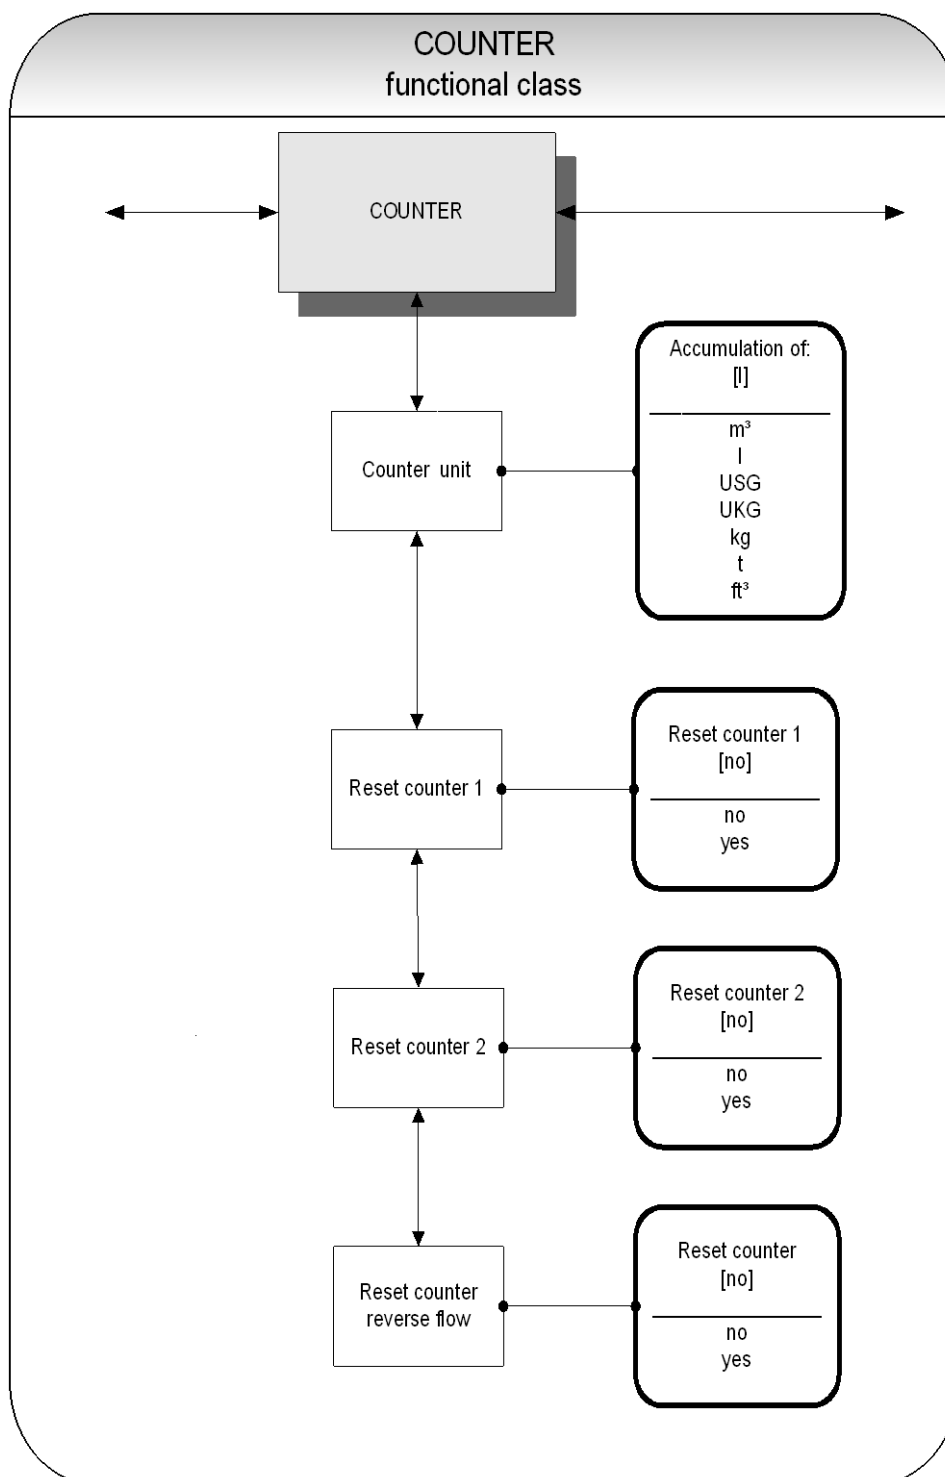 COUNTER
functional class
COUNTER
Accumulation of:
[l]
m³
l
USG
UKG
kg
t
ft³
Counter unit
Reset counter 1
[no]
no
yes
Reset counter 1
Reset counter 2
[no]
no
yes
Reset counter 2
Reset counter
[no]
no
yes
Reset counter
reverse flow